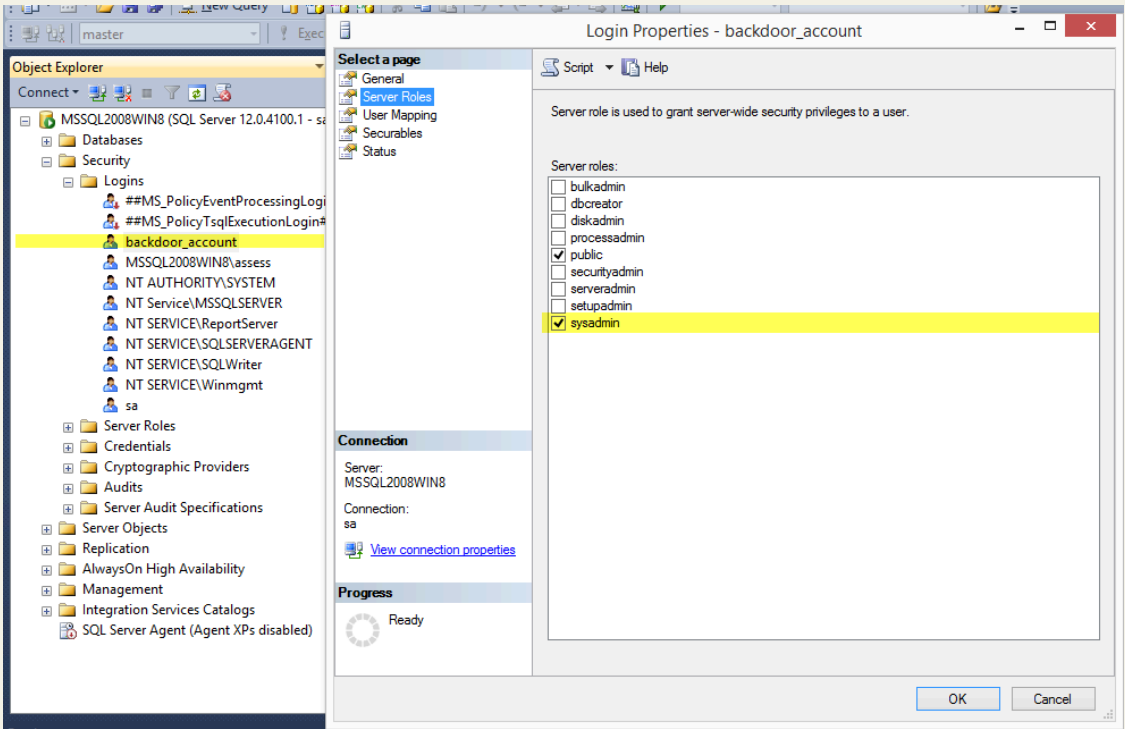 New Query
master
Exec
Object Explorer
Connect
MSSQL2008WIN8 (SQL Server 12.0.4100.1 - sa
Databases
Security
Logins
##MS_PolicyEventProcessingLogi
##MS_PolicyTsqlExecutionLogin#
backdoor_account
MSSQL2008WIN8\assess
NT AUTHORITY\SYSTEM
NT Service\MSSQLSERVER
NT SERVICE\ReportServer
NT SERVICE\SQLSERVERAGENT
NT SERVICE\SQLWriter
NT SERVICE\Winmgmt
sa
Server Roles
Credentials
Cryptographic Providers
Audits
Server Audit Specifications
Server Objects
Replication
AlwaysOn High Availability
Management
Integration Services Catalogs
SQL Server Agent (Agent XPs disabled)
Login Properties - backdoor_account
Select a page
General
Server Roles
User Mapping
Securables
Status
Connection
Server:
MSSQL2008WIN8
Connection:
sa
View connection properties
Progress
Ready
Script Help
Server role is used to grant server-wide security privileges to a user.
Server roles:
bulkadmin
dbcreator
diskadmin
processadmin
public
securityadmin
serveradmin
setupadmin
sysadmin
OK Cancel